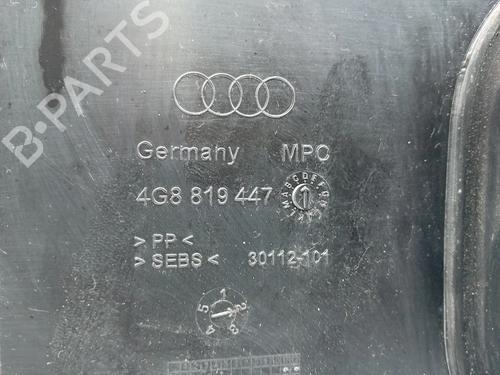 B-PARTS
Germany MPC
4G8 819 447
> PP <
> SEBS < 30112-101